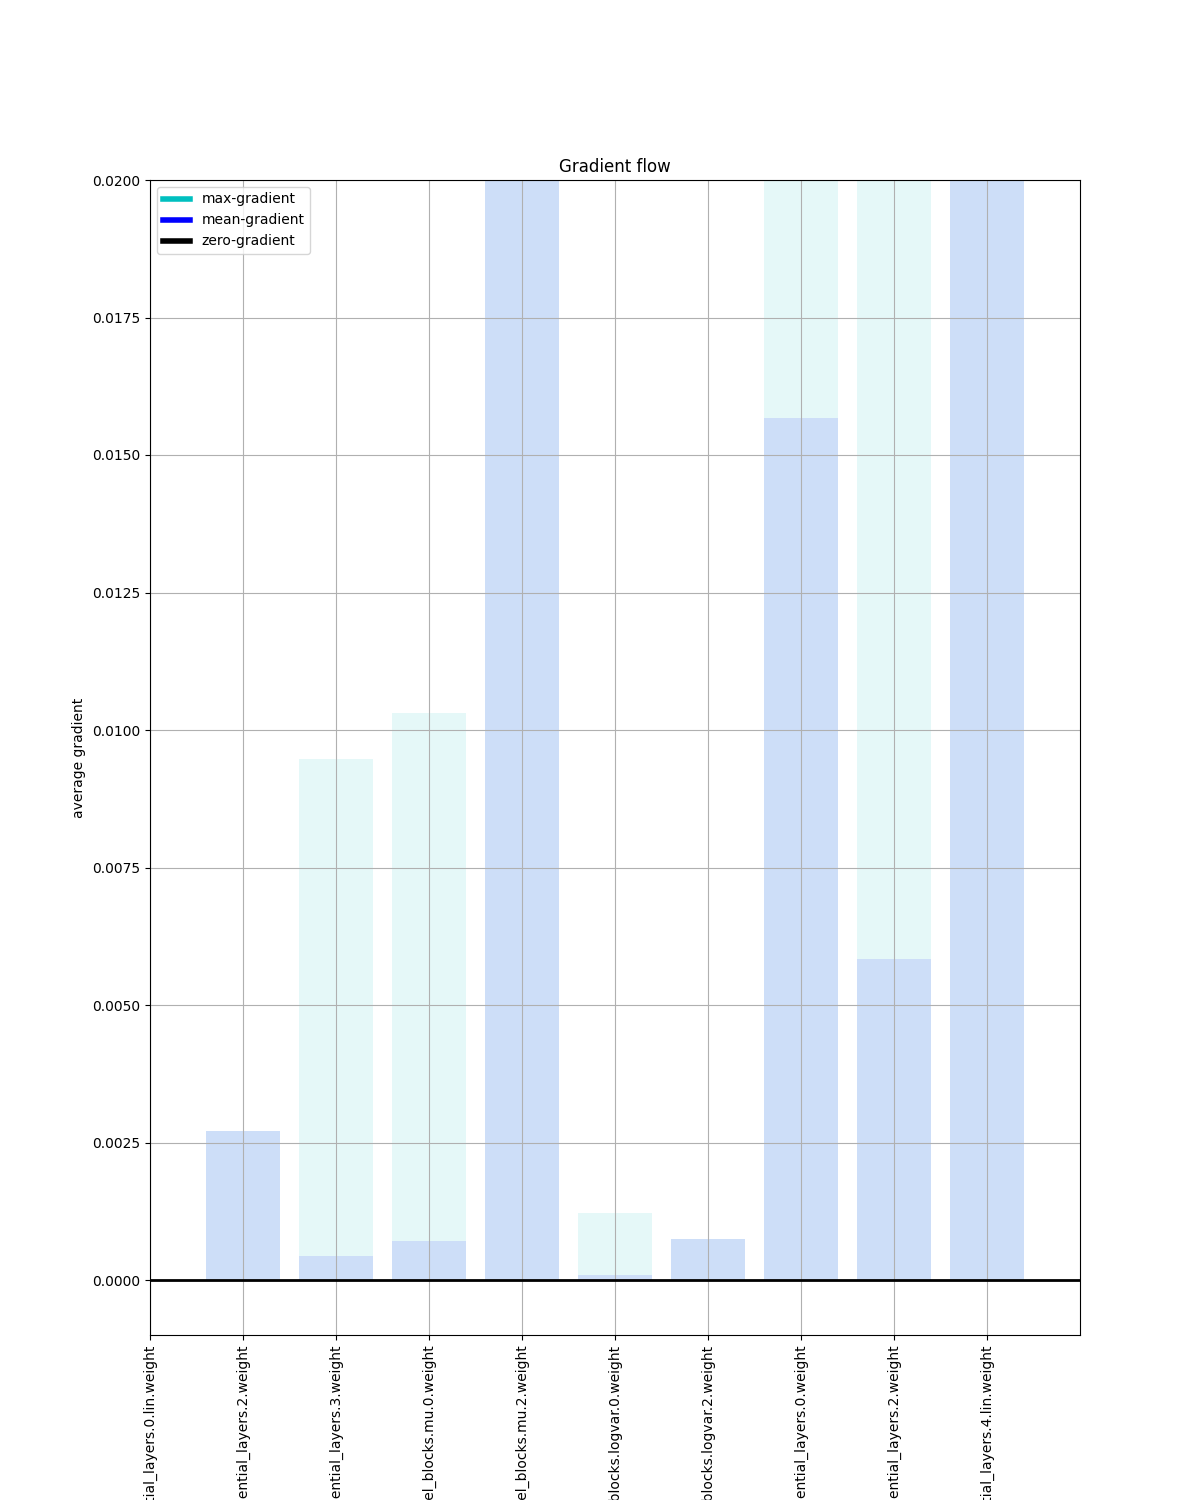 Gradient flow
max-gradient
mean-gradient
zero-gradient
0.0200
0.0175
0.0150
0.0125
0.0100
0.0075
0.0050
0.0025
0.0000
average gradient
tial_layers.0.lin.weight
ential_layers.2.weight
ential_layers.3.weight
el_blocks.mu.0.weight
el_blocks.mu.2.weight
blocks.logvar.0.weight
blocks.logvar.2.weight
ential_layers.0.weight
ential_layers.2.weight
tial_layers.4.lin.weight